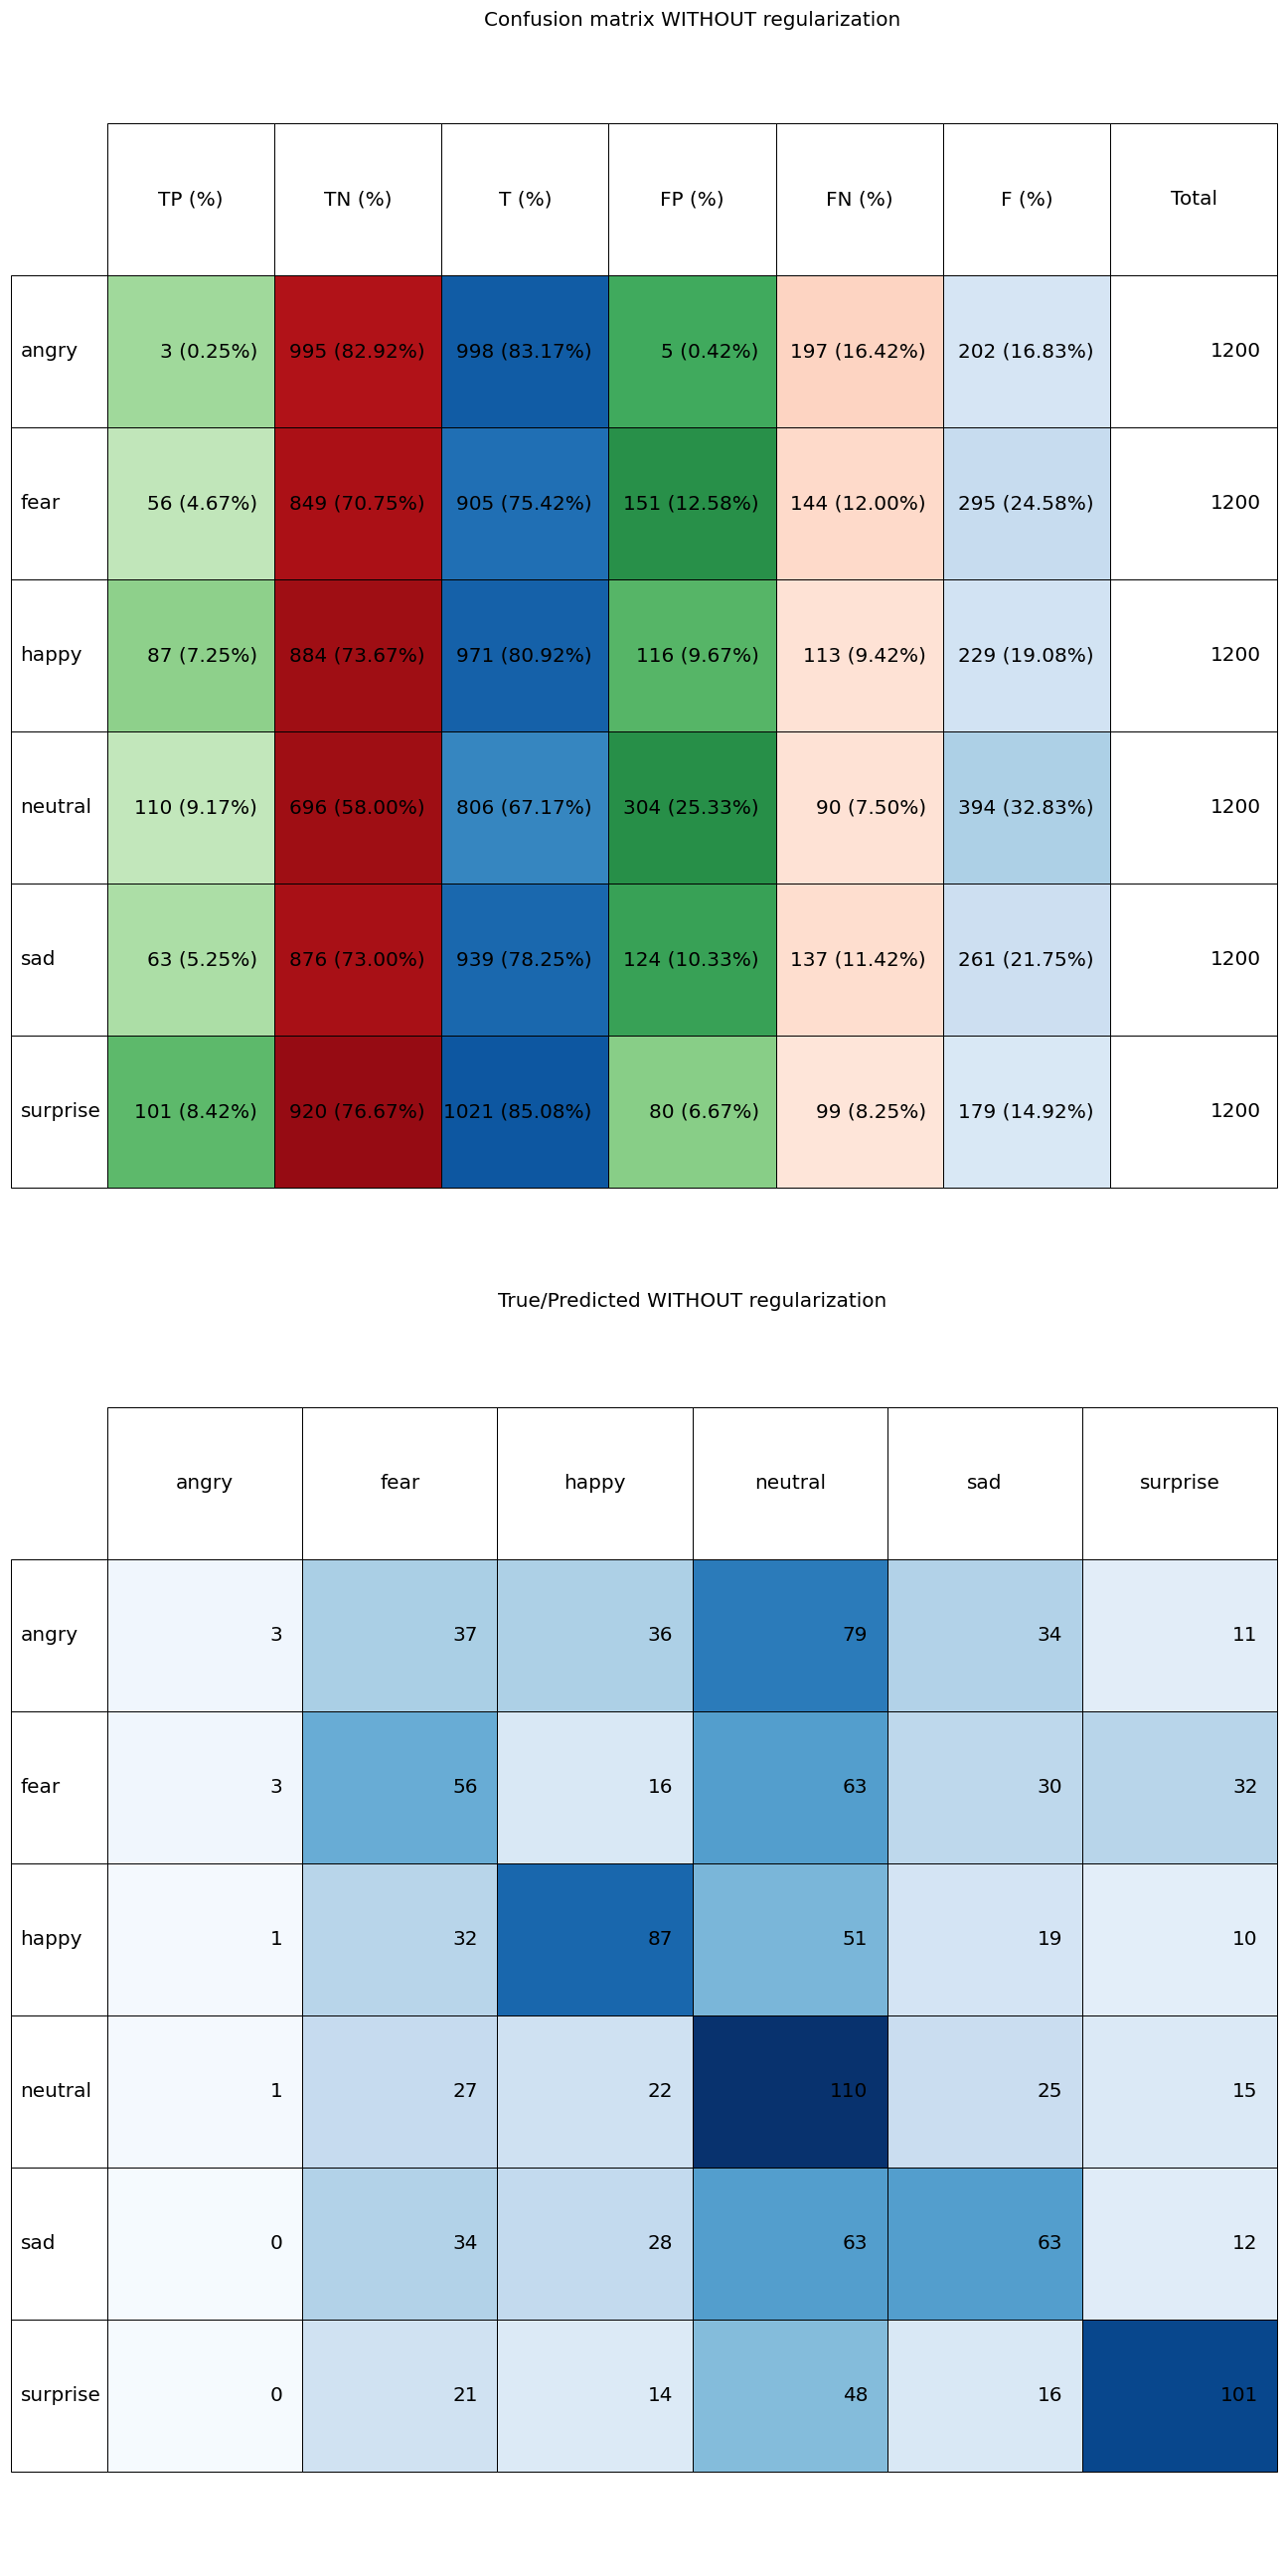 Confusion matrix WITHOUT regularization
TP (%) TN (%) T (%) FP (%) FN (%) F (%) Total
angry 3 (0.25%) 995 (82.92%) 998 (83.17%) 5 (0.42%) 197 (16.42%) 202 (16.83%) 1200
fear 56 (4.67%) 849 (70.75%) 905 (75.42%) 151 (12.58%) 144 (12.00%) 295 (24.58%) 1200
happy 87 (7.25%) 884 (73.67%) 971 (80.92%) 116 (9.67%) 113 (9.42%) 229 (19.08%) 1200
neutral 110 (9.17%) 696 (58.00%) 806 (67.17%) 304 (25.33%) 90 (7.50%) 394 (32.83%) 1200
sad 63 (5.25%) 876 (73.00%) 939 (78.25%) 124 (10.33%) 137 (11.42%) 261 (21.75%) 1200
surprise 101 (8.42%) 920 (76.67%) 1021 (85.08%) 80 (6.67%) 99 (8.25%) 179 (14.92%) 1200
True/Predicted WITHOUT regularization
angry fear happy neutral sad surprise
angry 3 37 36 79 34 11
fear 3 56 16 63 30 32
happy 1 32 87 51 19 10
neutral 1 27 22 110 25 15
sad 0 34 28 63 63 12
surprise 0 21 14 48 16 101